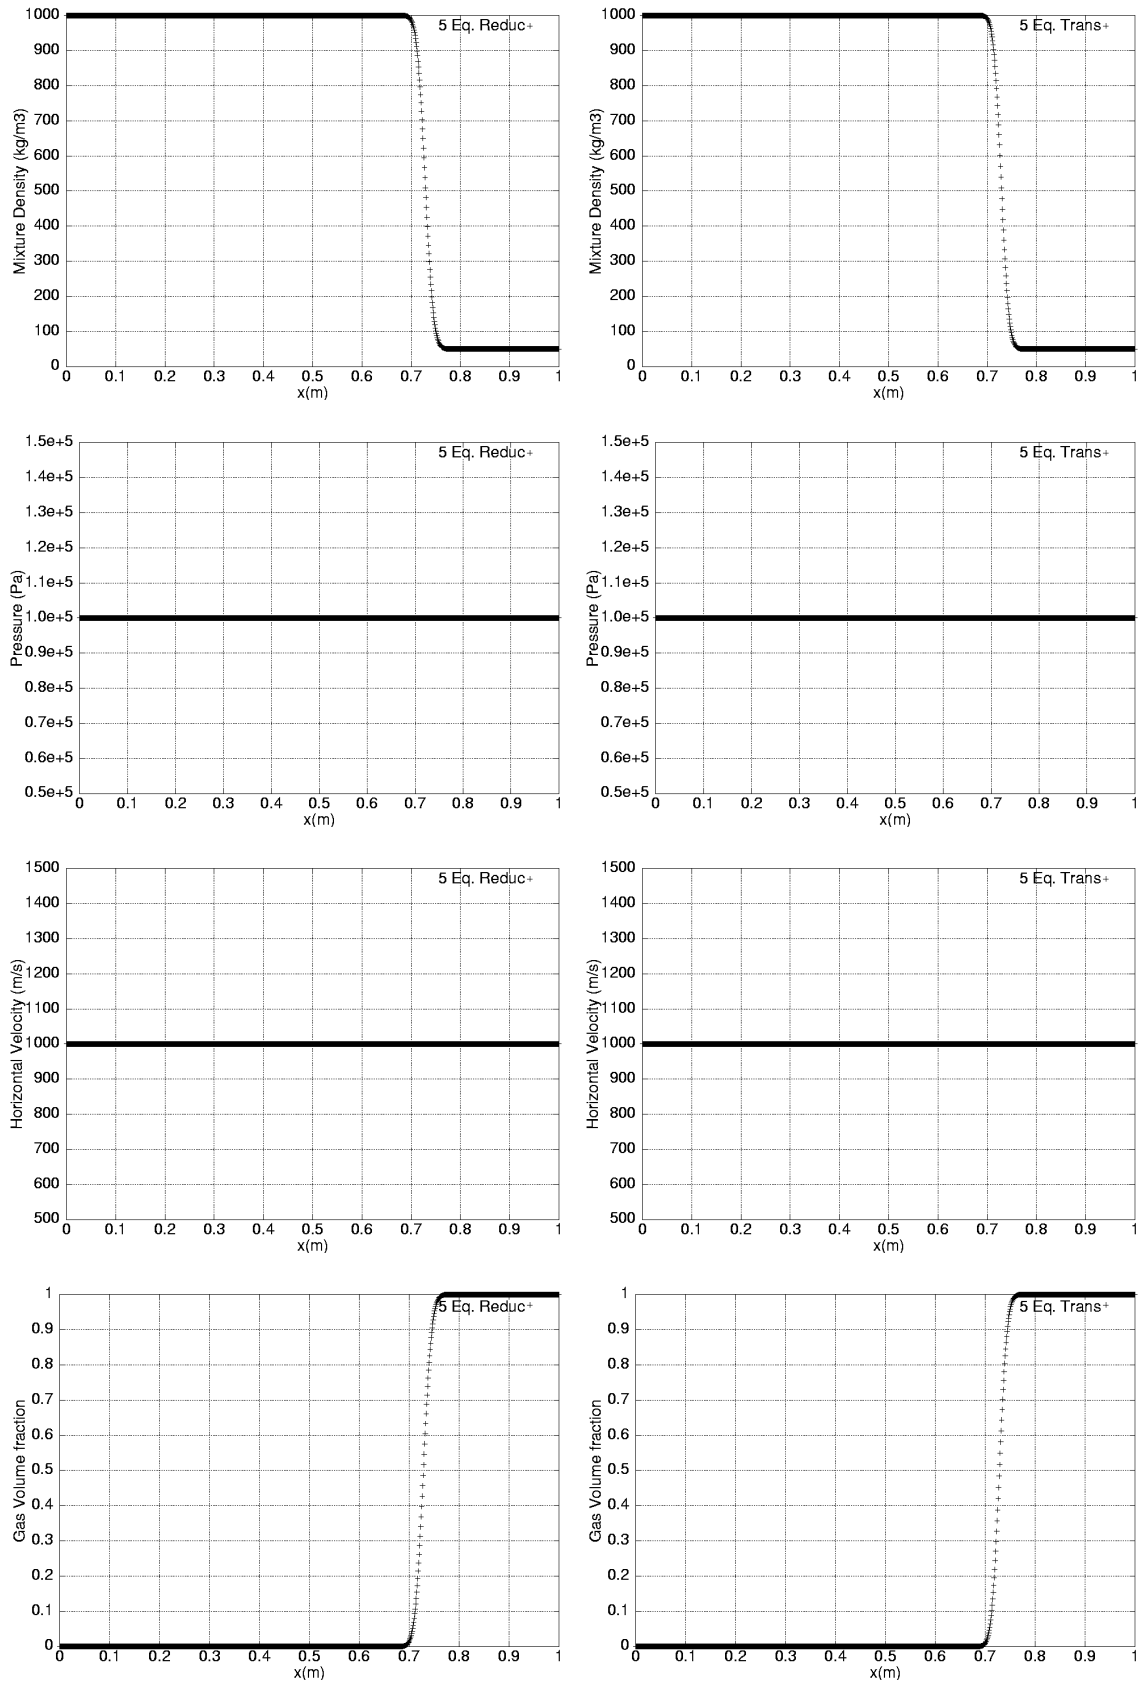 1000
900
800
700
600
500
400
300
200
100
0
Mixture Density (kg/m3)
5 Eq. Reduc+
0 0.1 0.2 0.3 0.4 0.5 0.6 0.7 0.8 0.9 1
x(m)
1000
900
800
700
600
500
400
300
200
100
0
Mixture Density (kg/m3)
5 Eq. Trans+
0 0.1 0.2 0.3 0.4 0.5 0.6 0.7 0.8 0.9 1
x(m)
1.5e+5
1.4e+5
1.3e+5
1.2e+5
1.1e+5
1.0e+5
0.9e+5
0.8e+5
0.7e+5
0.6e+5
0.5e+5
Pressure (Pa)
5 Eq. Reduc+
0 0.1 0.2 0.3 0.4 0.5 0.6 0.7 0.8 0.9 1
x(m)
1.5e+5
1.4e+5
1.3e+5
1.2e+5
1.1e+5
1.0e+5
0.9e+5
0.8e+5
0.7e+5
0.6e+5
0.5e+5
Pressure (Pa)
5 Eq. Trans+
0 0.1 0.2 0.3 0.4 0.5 0.6 0.7 0.8 0.9 1
x(m)
1500
1400
1300
1200
1100
1000
900
800
700
600
500
Horizontal Velocity (m/s)
5 Eq. Reduc+
0 0.1 0.2 0.3 0.4 0.5 0.6 0.7 0.8 0.9 1
x(m)
1500
1400
1300
1200
1100
1000
900
800
700
600
500
Horizontal Velocity (m/s)
5 Eq. Trans+
0 0.1 0.2 0.3 0.4 0.5 0.6 0.7 0.8 0.9 1
x(m)
1
0.9
0.8
0.7
0.6
0.5
0.4
0.3
0.2
0.1
0
Gas Volume fraction
5 Eq. Reduc+
0 0.1 0.2 0.3 0.4 0.5 0.6 0.7 0.8 0.9 1
x(m)
1
0.9
0.8
0.7
0.6
0.5
0.4
0.3
0.2
0.1
0
Gas Volume fraction
5 Eq. Trans+
0 0.1 0.2 0.3 0.4 0.5 0.6 0.7 0.8 0.9 1
x(m)